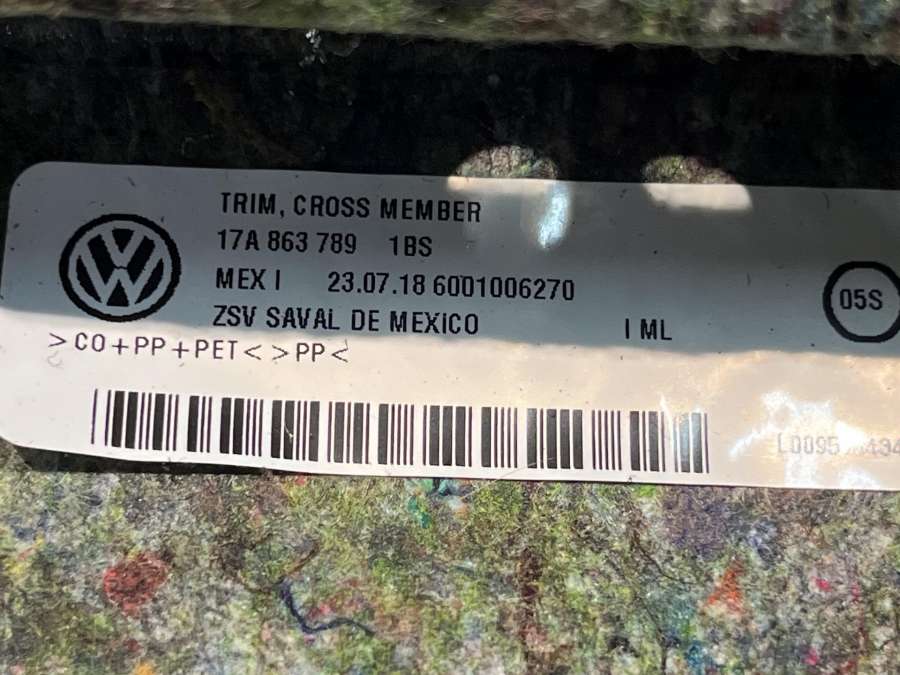 TRIM, CROSS MEMBER
17A 863 789 1BS
MEX I 23.07.18 6001006270
05S
ZSV SAVAL DE MEXICO I ML
>CO+PP+PET<>PP<